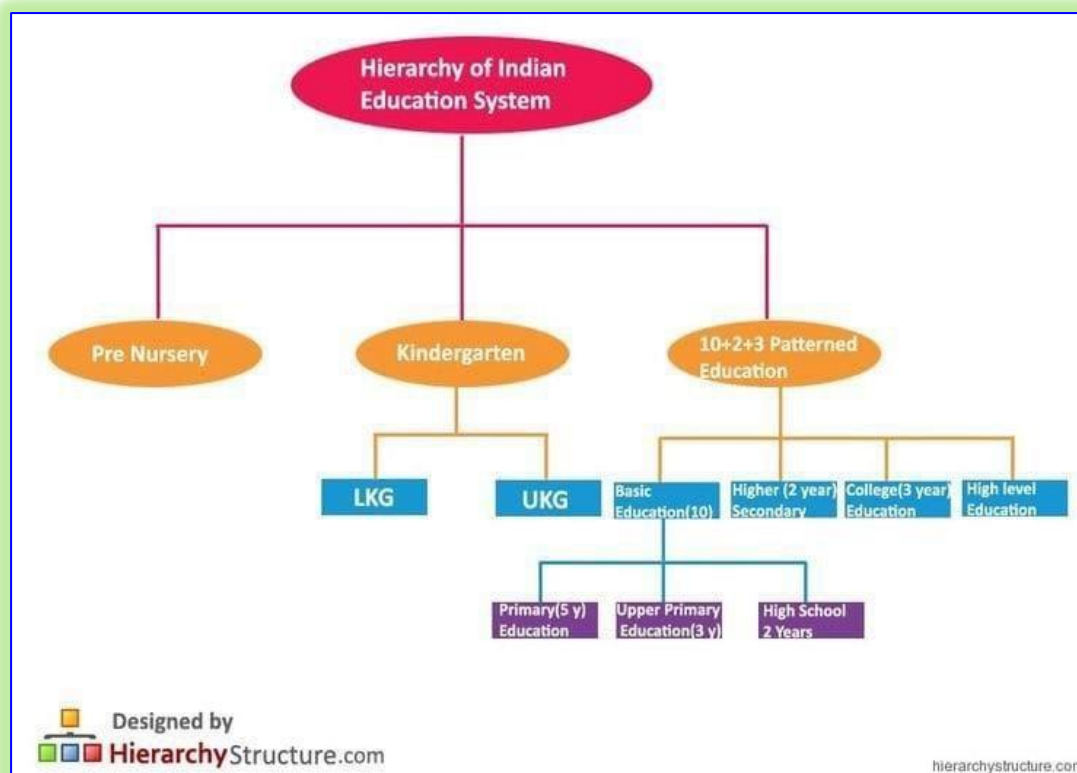 Hierarchy of Indian
Education System
Pre Nursery
Kindergarten
10+2+3 Patterned
Education
LKG
UKG
Basic
Education(10)
Higher (2 year)
Secondary
College(3 year)
Education
High level
Education
Primary(5 y)
Education
Upper Primary
Education(3 y)
High School
2 Years
Designed by
HierarchyStructure.com
hierarchystructure.com